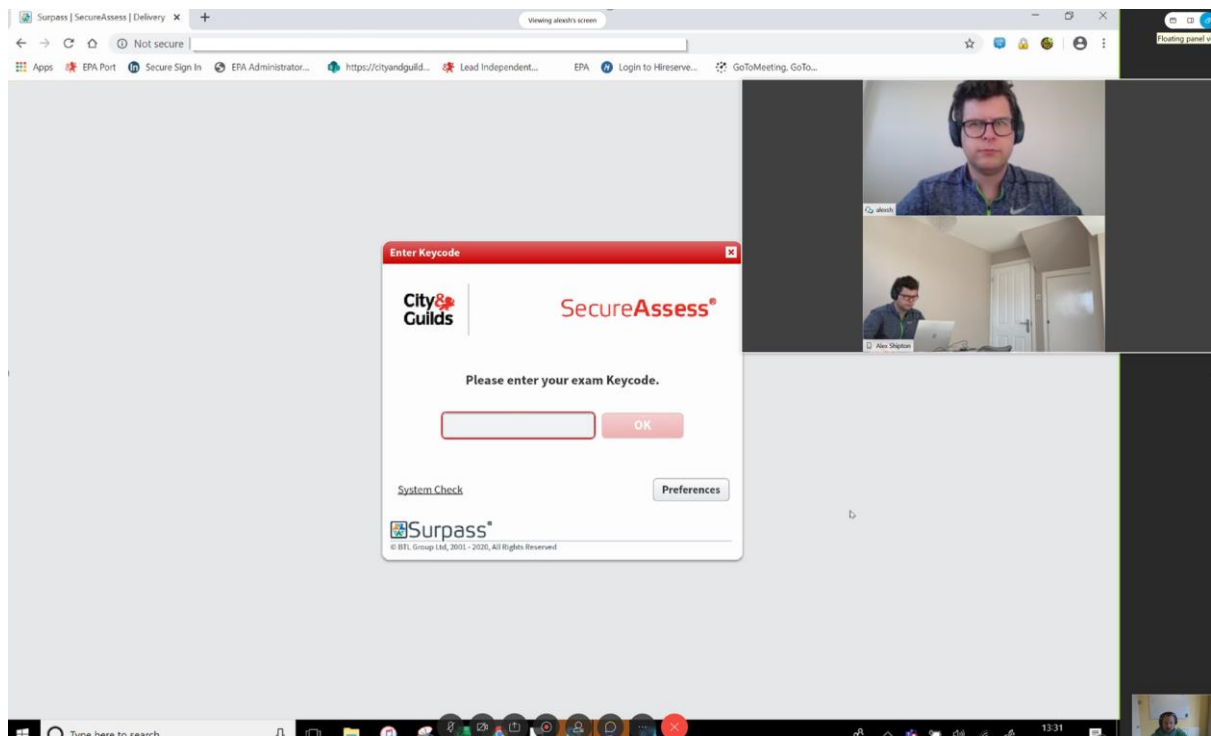 Surpass | SecureAssess | Delivery
Viewing alexsh's screen
Not secure
Floating panel vi
Apps EPA Port Secure Sign In EPA Administrator... https://cityandguild... Lead Independent... EPA Login to Hireserve... GoToMeeting, GoTo...
alexsh
Enter Keycode
City& Guilds
SecureAssess®
Alex Shipton
Please enter your exam Keycode.
OK
System Check
Preferences
Surpass®
© BTL Group Ltd, 2001 - 2020, All Rights Reserved
Type here to search
13:31